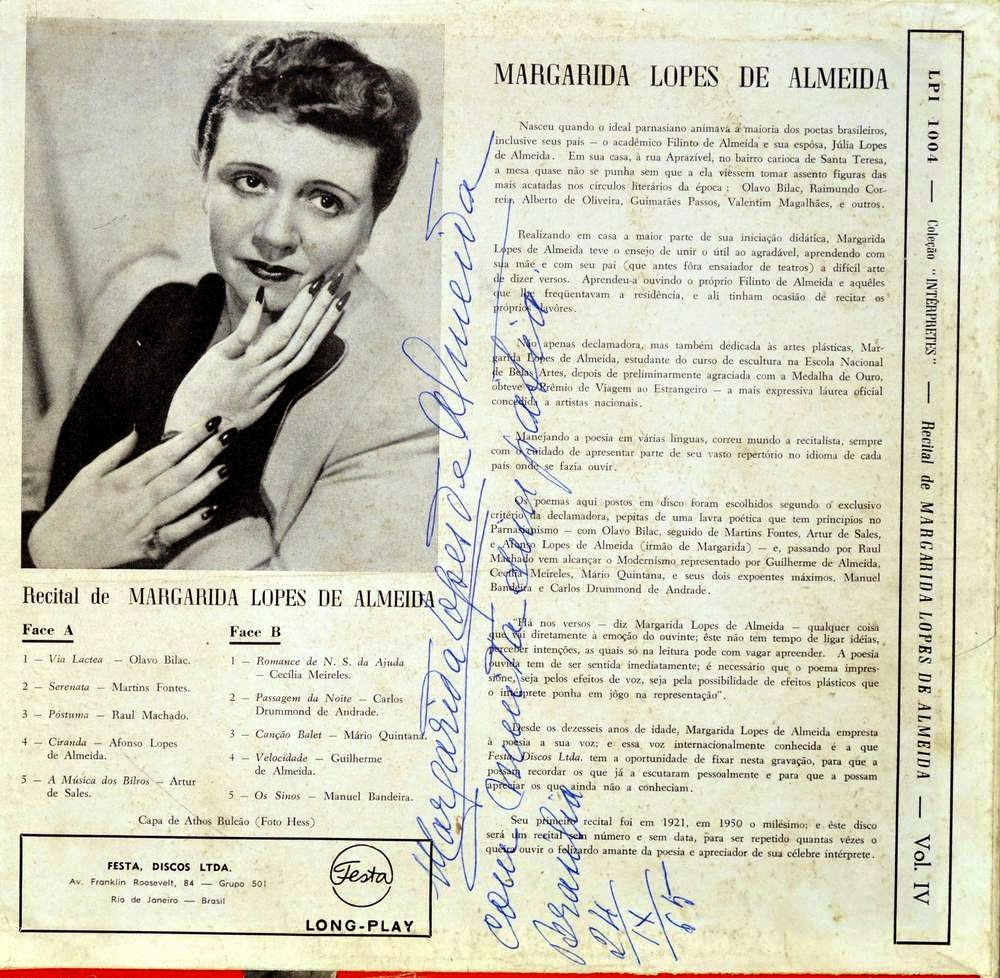 MARGARIDA LOPES DE ALMEIDA
Nasceu quando o ideal parnasiano animava a maioria dos poetas brasileiros,
inclusive seus pais — o acadêmico Filinto de Almeida e sua espôsa, Júlia Lopes
de Almeida. Em sua casa, à rua Aprazível, no bairro carioca de Santa Teresa,
a mesa quase não se punha sem que a ela viessem tomar assento figuras das
mais acatadas nos círculos literários da época: Olavo Bilac, Raimundo Cor-
reia, Alberto de Oliveira, Guimarães Passos, Valentim Magalhães, e outros.
Realizando em casa a maior parte de sua iniciação didática, Margarida
Lopes de Almeida teve o ensejo de unir o útil ao agradável, aprendendo com
sua mãe e com seu pai (que antes fôra ensaiador de teatros) a difícil arte
de dizer versos. Aprendeu-a ouvindo o próprio Filinto de Almeida e aquêles
que lhe freqüentavam a residência, e ali tinham ocasião de recitar os
próprios lavôres.
Não apenas declamadora, mas também dedicada às artes plásticas, Mar-
garida Lopes de Almeida, estudante do curso de escultura na Escola Nacional
de Belas Artes, depois de preliminarmente agraciada com a Medalha de Ouro,
obteve o Prêmio de Viagem ao Estrangeiro — a mais expressiva láurea oficial
concedida a artistas nacionais.
Manejando a poesia em várias línguas, correu mundo a recitalista, sempre
com o cuidado de apresentar parte de seu vasto repertório no idioma de cada
país onde se fazía ouvir.
Os poemas aqui postos em disco foram escolhidos segundo o exclusivo
critério da declamadora, pepitas de uma lavra poética que tem princípios no
Parnasianismo — com Olavo Bilac, seguido de Martins Fontes, Artur de Sales,
e Afonso Lopes de Almeida (irmão de Margarida) — e, passando por Raul
Machado vem alcançar o Modernismo representado por Guilherme de Almeida,
Cecília Meireles, Mário Quintana, e seus dois expoentes máximos, Manuel
Bandeira e Carlos Drummond de Andrade.
"Há nos versos — diz Margarida Lopes de Almeida — qualquer coisa
que vai diretamente à emoção do ouvinte; êste não tem tempo de ligar idéias,
perceber intenções, as quais só na leitura pode com vagar apreender. A poesia
ouvida tem de ser sentida imediatamente; é necessário que o poema impres-
sione, seja pelos efeitos de voz, seja pela possibilidade de efeitos plásticos que
o intérprete ponha em jôgo na representação".
Desde os dezesseis anos de idade, Margarida Lopes de Almeida empresta
à poesia a sua voz; e essa voz internacionalmente conhecida é a que
Festa, Discos Ltda. tem a oportunidade de fixar nesta gravação, para que a
possam recordar os que já a escutaram pessoalmente e para que a possam
apreciar os que ainda não a conheciam.
Seu primeiro recital foi em 1921, em 1950 o milésimo; e êste disco
será um recital sem número e sem data, para ser repetido quantas vêzes o
queira ouvir o felizardo amante da poesia e apreciador de sua célebre intérprete.
Recital de MARGARIDA LOPES DE ALMEIDA
Face A
1 — Via Lactea — Olavo Bilac.
2 — Serenata — Martins Fontes.
3 — Póstuma — Raul Machado.
4 — Ciranda — Afonso Lopes
de Almeida.
5 — A Música dos Bilros — Artur
de Sales.
Face B
1 — Romance de N. S. da Ajuda
— Cecília Meireles.
2 — Passagem da Noite — Carlos
Drummond de Andrade.
3 — Canção Balet — Mário Quintana.
4 — Velocidade — Guilherme
de Almeida.
5 — Os Sinos — Manuel Bandeira.
Capa de Athos Bulcão (Foto Hess)
FESTA, DISCOS LTDA.
Av. Franklin Roosevelt, 84 — Grupo 501
Rio de Janeiro — Brasil
Festa
LONG-PLAY
Margarida Lopes de Almeida
com muita simpatia
Brasília
24
IX
65
LPI 1004 — Coleção "INTÉRPRETES" — Recital de MARGARIDA LOPES DE ALMEIDA — Vol. IV